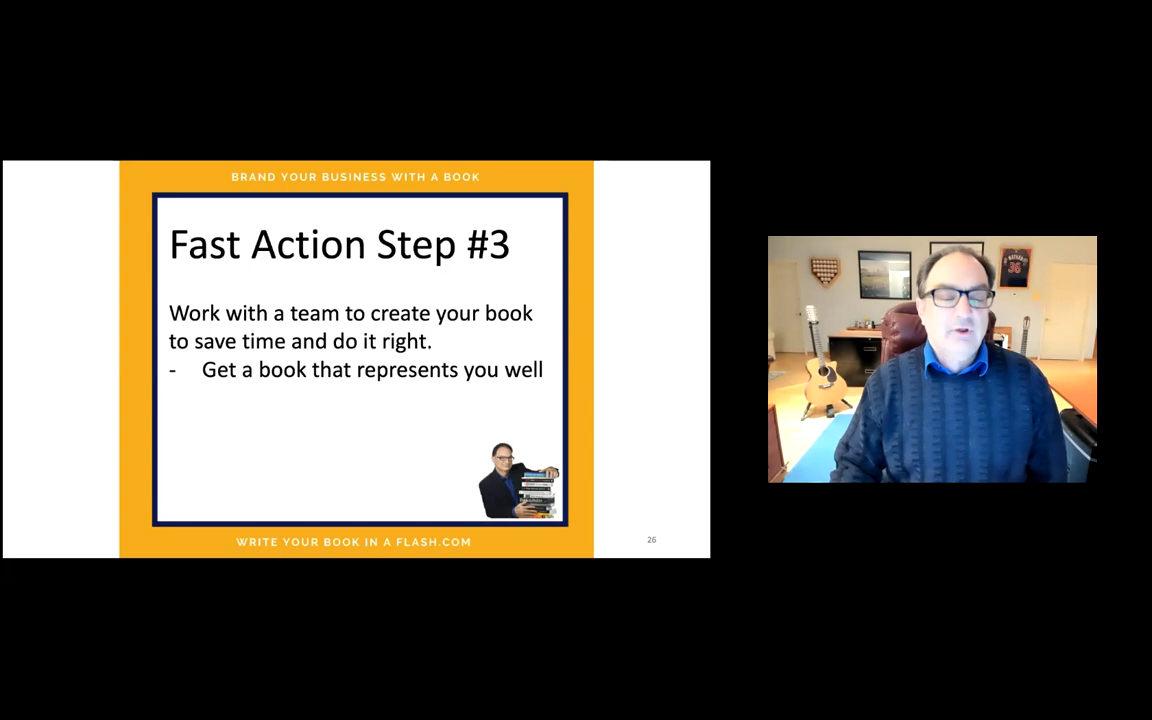 BRAND YOUR BUSINESS WITH A BOOK
Fast Action Step #3
Work with a team to create your book
to save time and do it right.
- Get a book that represents you well
WRITE YOUR BOOK IN A FLASH.COM
26
36